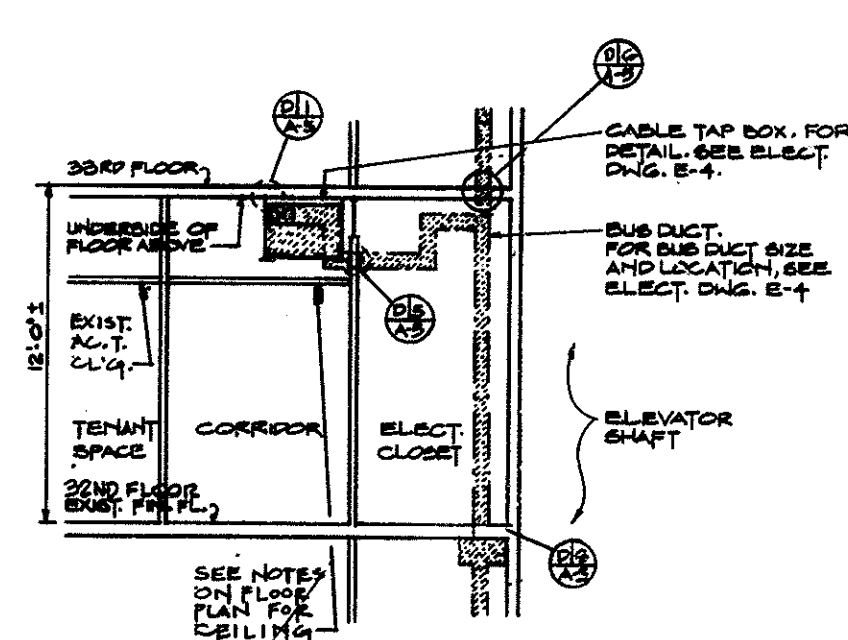 D 6
A-5
D 1
A-5
CABLE TAP BOX. FOR
DETAIL. SEE ELECT.
DWG. E-4.
33RD FLOOR
UNDERSIDE OF
FLOOR ABOVE
BUS DUCT.
FOR BUS DUCT SIZE
AND LOCATION, SEE
ELECT. DWG. E-4
D 5
A-5
12'-0" ±
EXIST.
AC.T.
CL'G.
TENANT
SPACE
CORRIDOR
ELECT.
CLOSET
ELEVATOR
SHAFT
32ND FLOOR
EXIST. FIN. FL.
D
A-5
SEE NOTES
ON FLOOR
PLAN FOR
CEILING